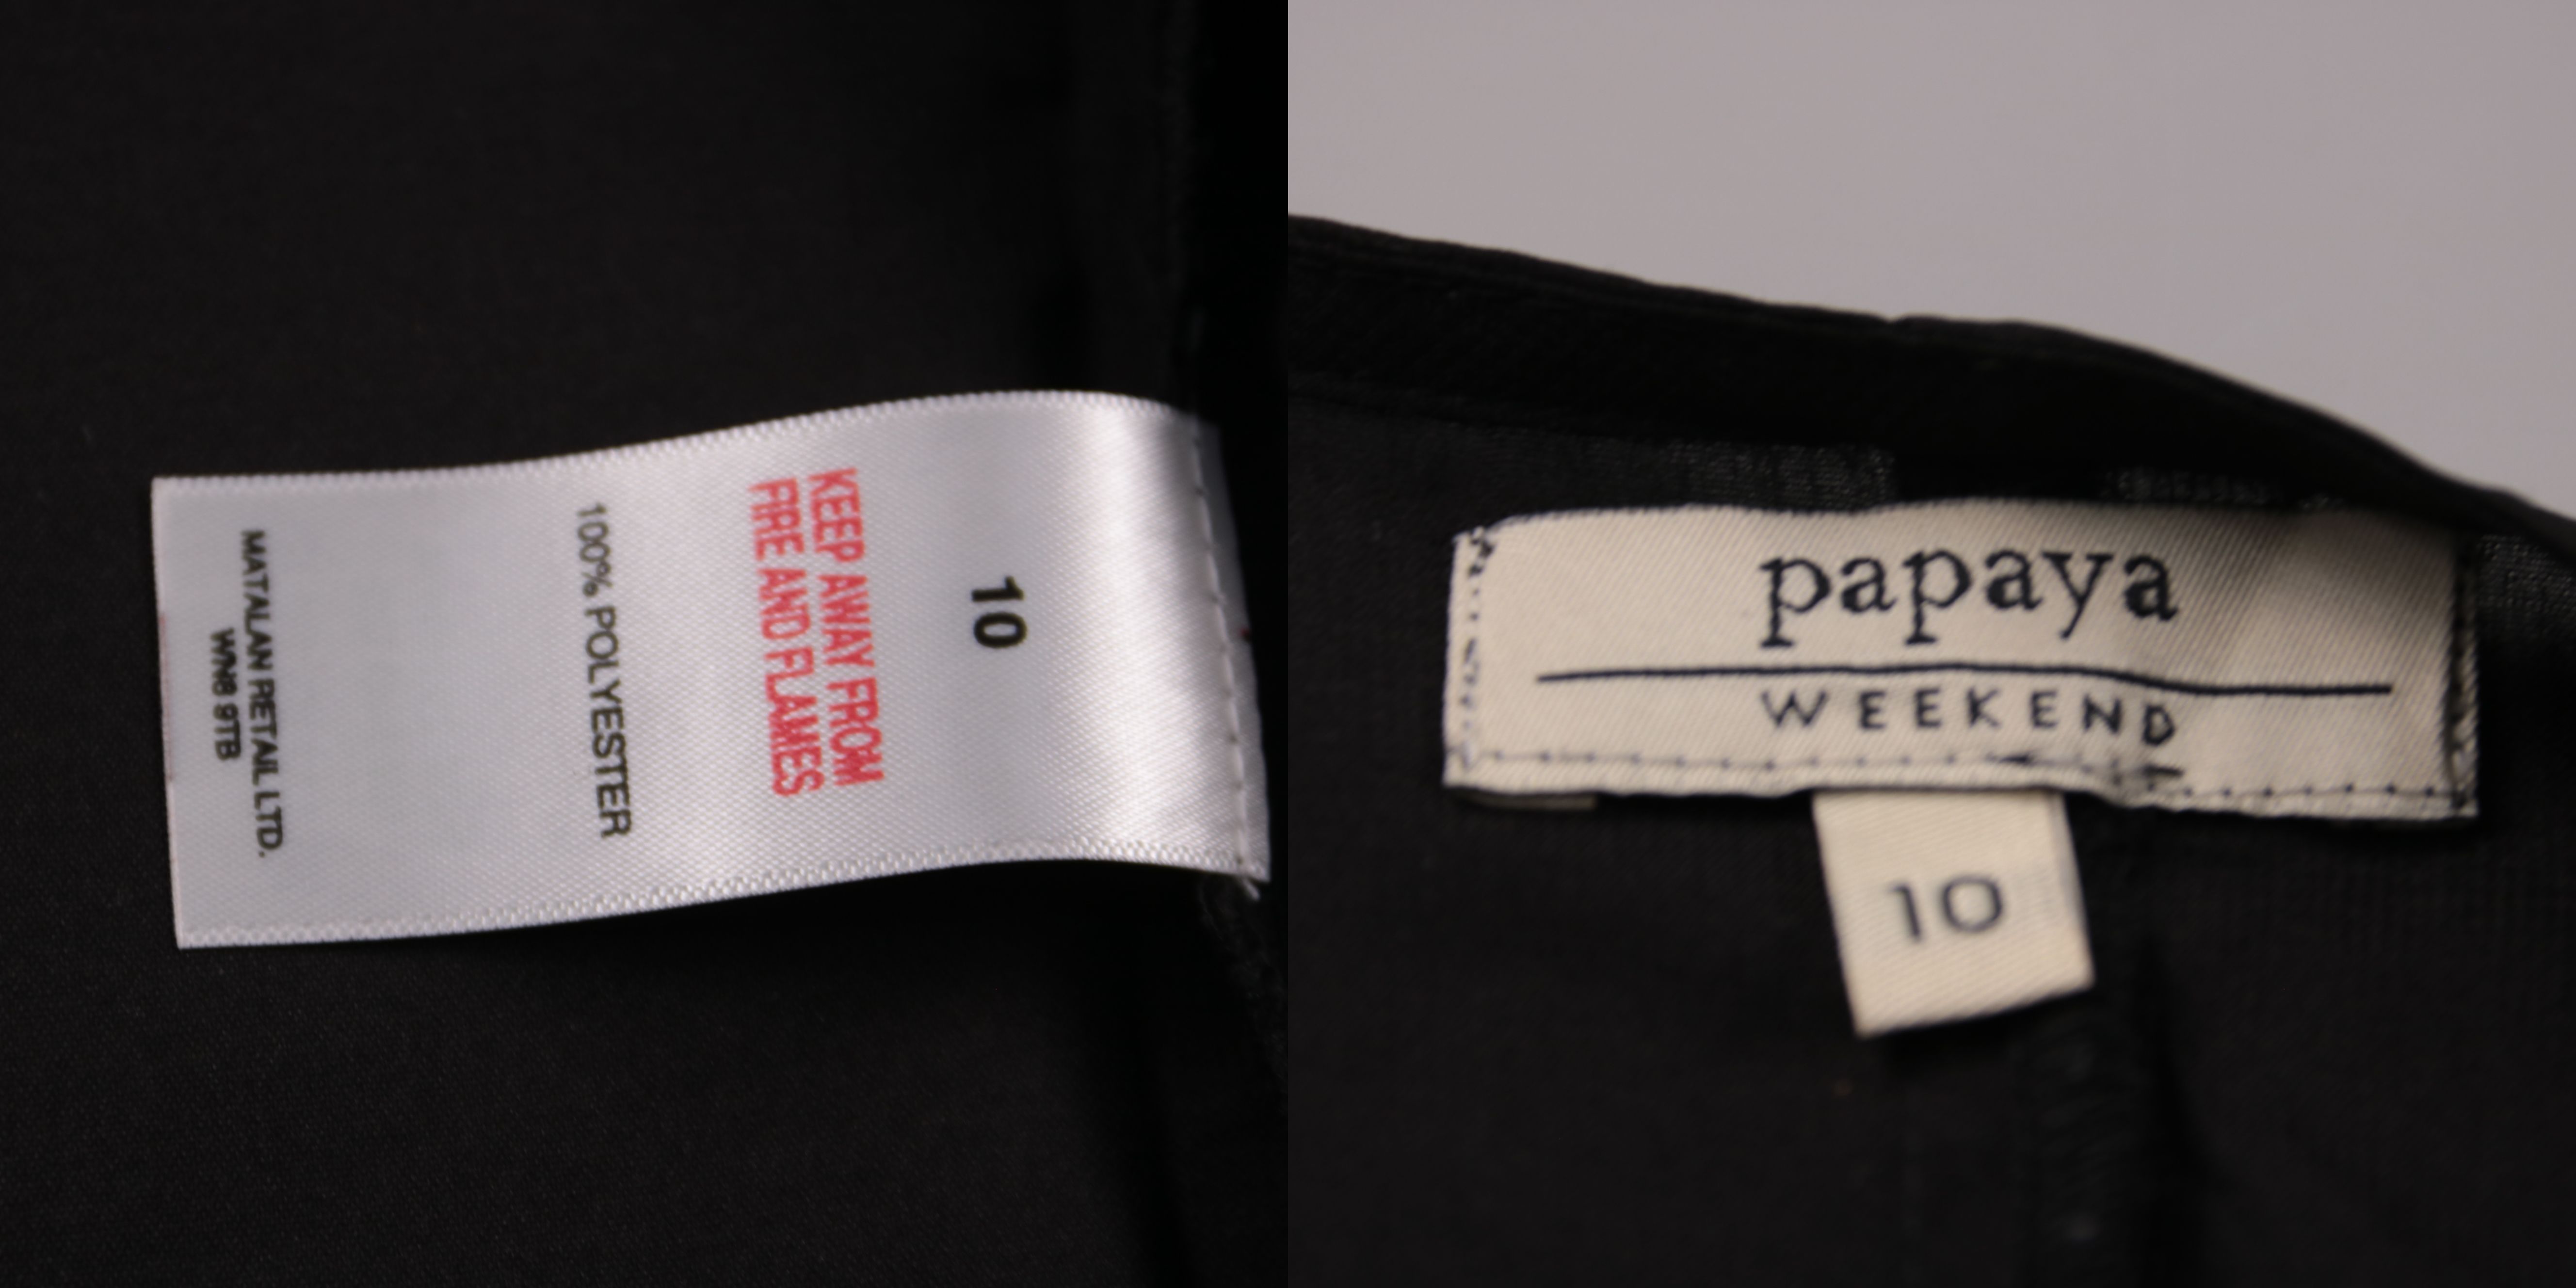 10
KEEP AWAY FROM
FIRE AND FLAMES
100% POLYESTER
MATALAN RETAIL LTD.
WN8 9TB
papaya
WEEKEND
10